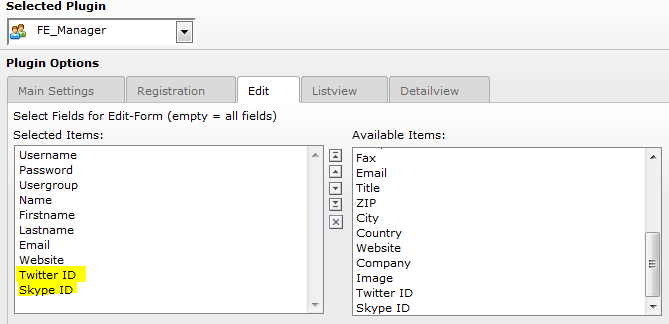 Selected Plugin
FE_Manager
Plugin Options
Main Settings Registration Edit Listview Detailview
Select Fields for Edit-Form (empty = all fields)
Selected Items:
Username
Password
Usergroup
Name
Firstname
Lastname
Email
Website
Twitter ID
Skype ID
Available Items:
Fax
Email
Title
ZIP
City
Country
Website
Company
Image
Twitter ID
Skype ID